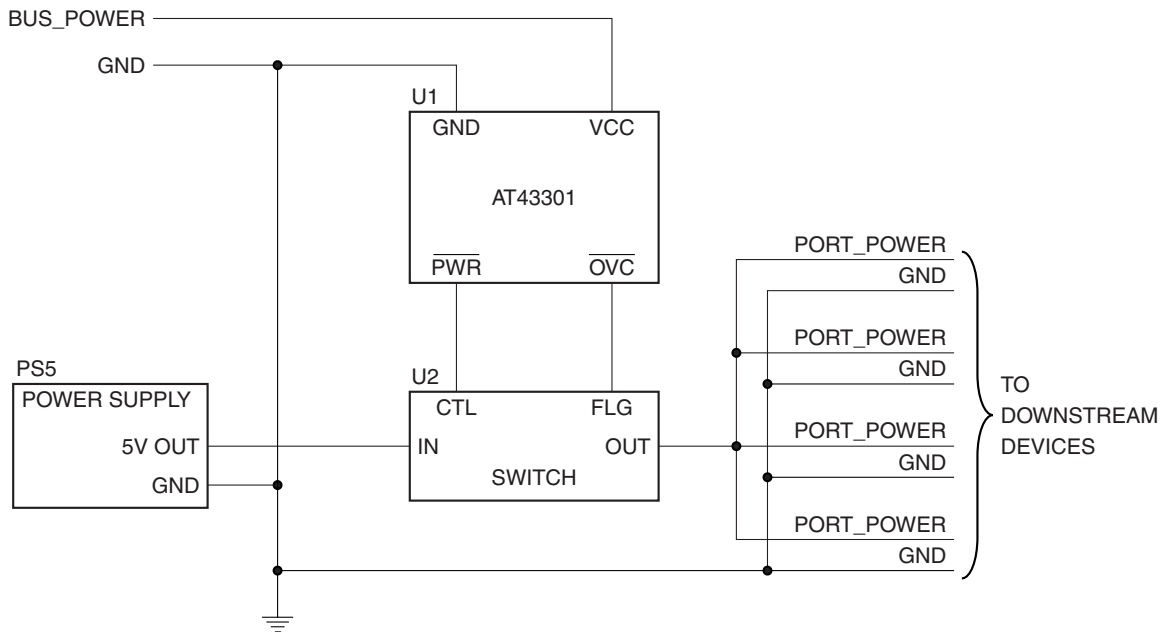 BUS_POWER
GND
U1
GND VCC
AT43301
PWR OVC
PS5
POWER SUPPLY
5V OUT
GND
U2
CTL FLG
IN OUT
SWITCH
PORT_POWER
GND
PORT_POWER
GND
PORT_POWER
GND
PORT_POWER
GND
TO
DOWNSTREAM
DEVICES